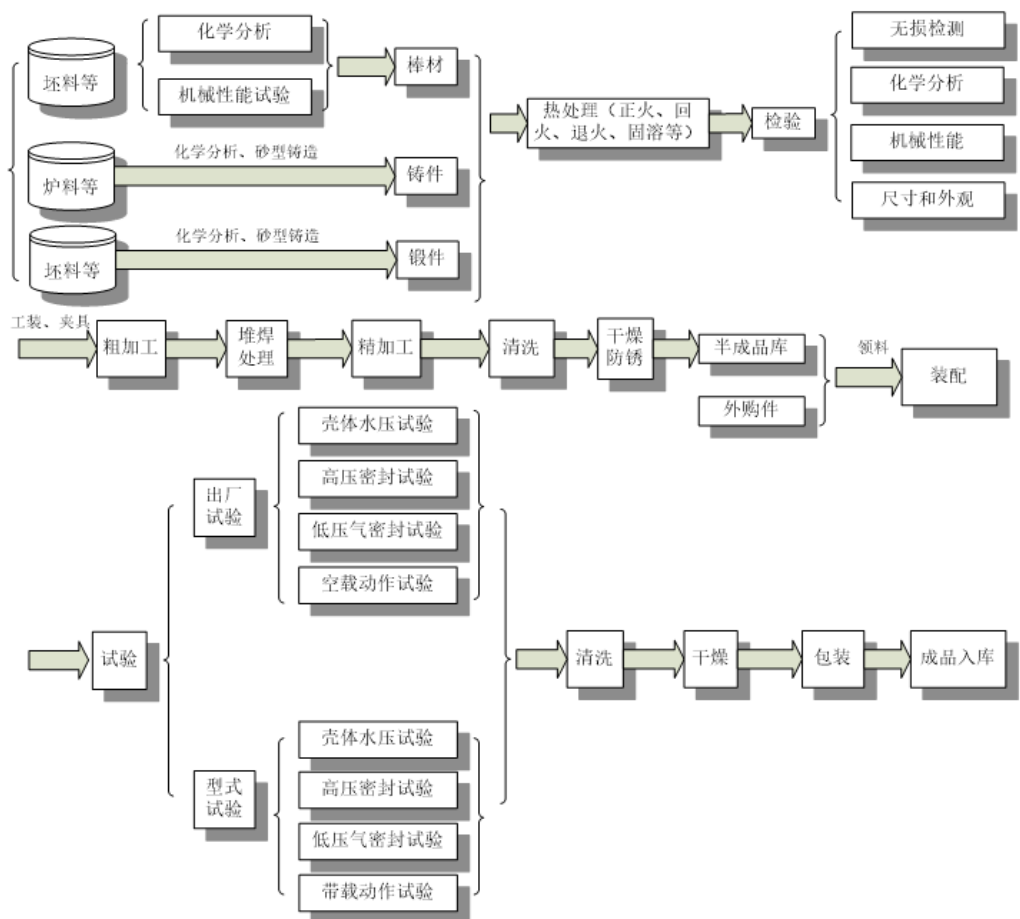 坯料等
化学分析
机械性能试验
棒材
炉料等
化学分析、砂型铸造
铸件
坯料等
化学分析、砂型铸造
锻件
热处理（正火、回
火、退火、固溶等）
检验
无损检测
化学分析
机械性能
尺寸和外观
工装、夹具
粗加工
堆焊
处理
精加工
清洗
干燥
防锈
半成品库
外购件
领料
装配
试验
出厂
试验
壳体水压试验
高压密封试验
低压气密封试验
空载动作试验
型式
试验
壳体水压试验
高压密封试验
低压气密封试验
带载动作试验
清洗
干燥
包装
成品入库